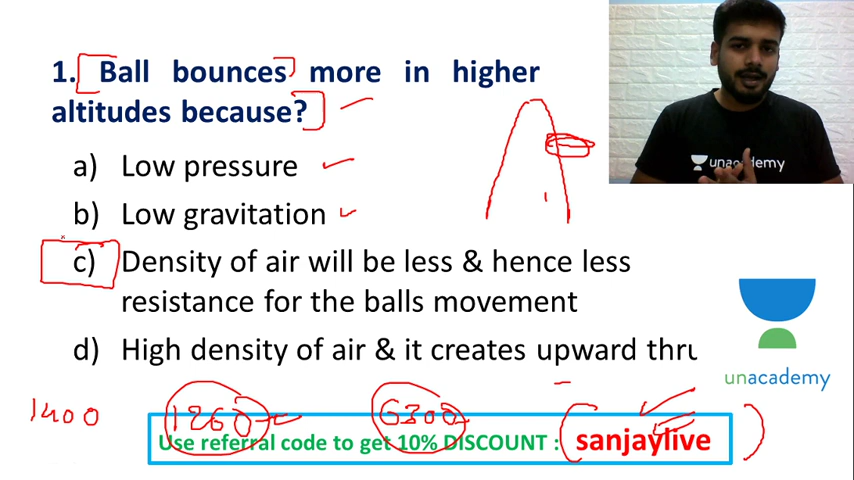 1. Ball bounces more in higher
altitudes because?
a) Low pressure
b) Low gravitation
c) Density of air will be less & hence less
resistance for the balls movement
d) High density of air & it creates upward thru
unacademy
unacademy
1400 1260 6300
Use referral code to get 10% DISCOUNT : sanjaylive